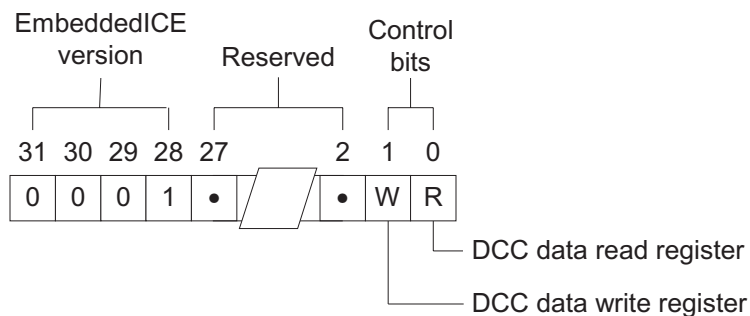 EmbeddedICE
version
Reserved
Control
bits
31 30 29 28 27 2 1 0
0 0 0 1 • • W R
DCC data read register
DCC data write register